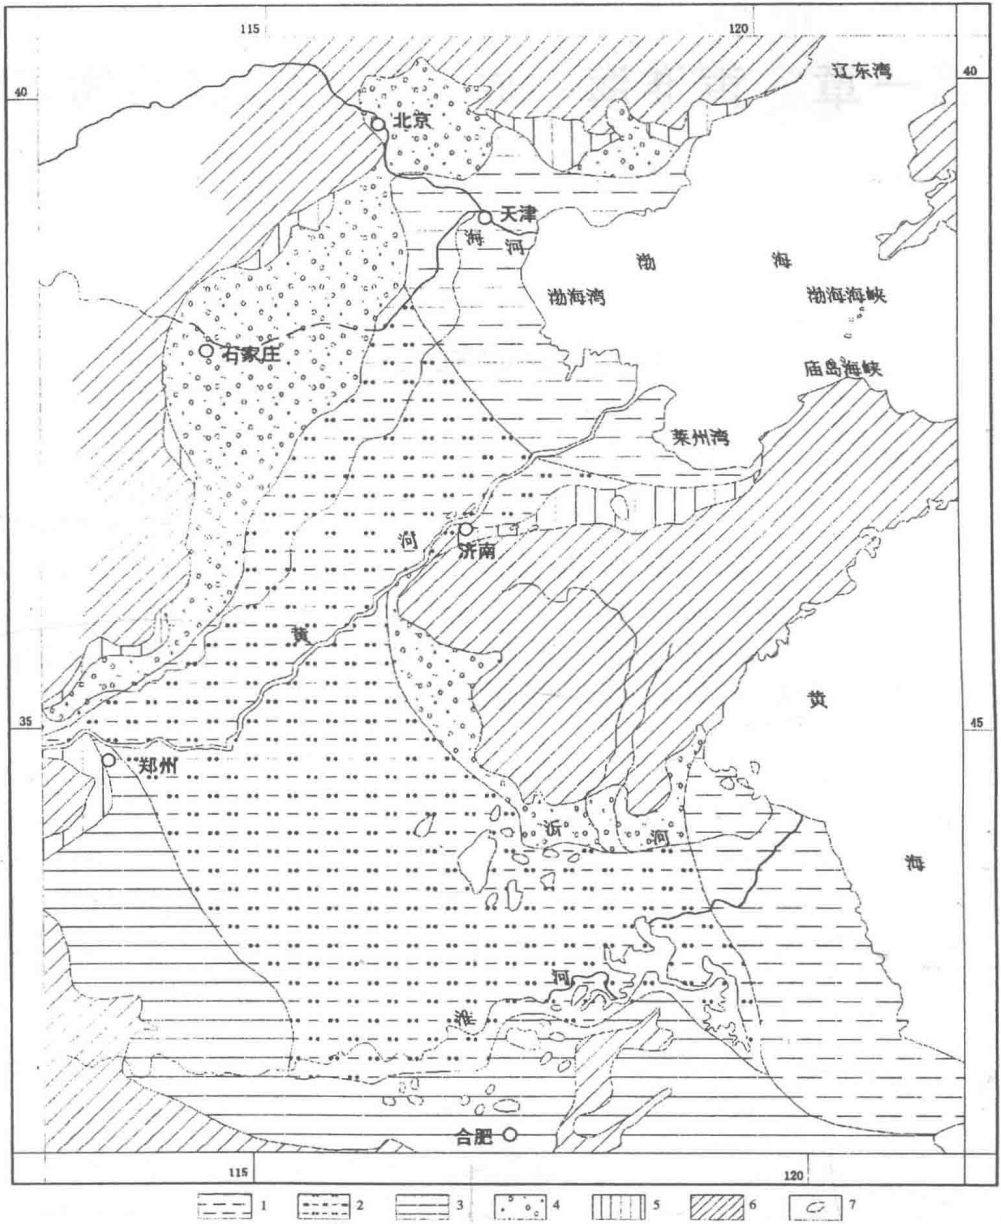 115 120
40 辽东湾 40
北京
天津
海 河
渤 海
渤海湾 渤海海峡
石家庄
庙岛海峡
莱州湾
河 济南
黄
黄
35 45
郑州
沂 河
海
河
淮
合肥
115 120
1 2 3 4 5 6 7